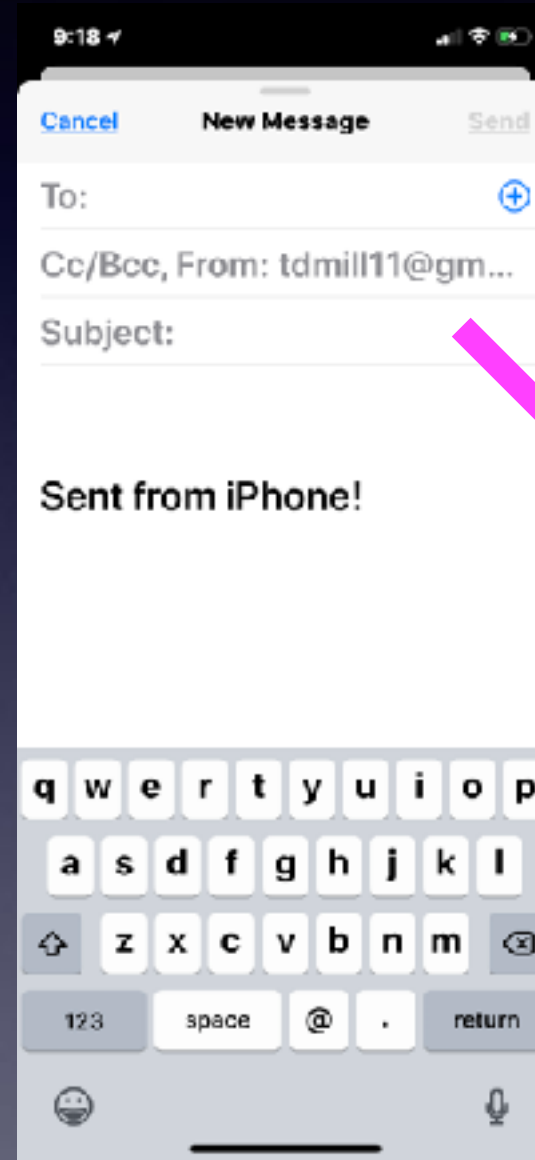 9:18
Cancel New Message Send
To:
Cc/Bcc, From: tdmill11@gm...
Subject:
Sent from iPhone!
q w e r t y u i o p
a s d f g h j k l
z x c v b n m
123 space @ . return